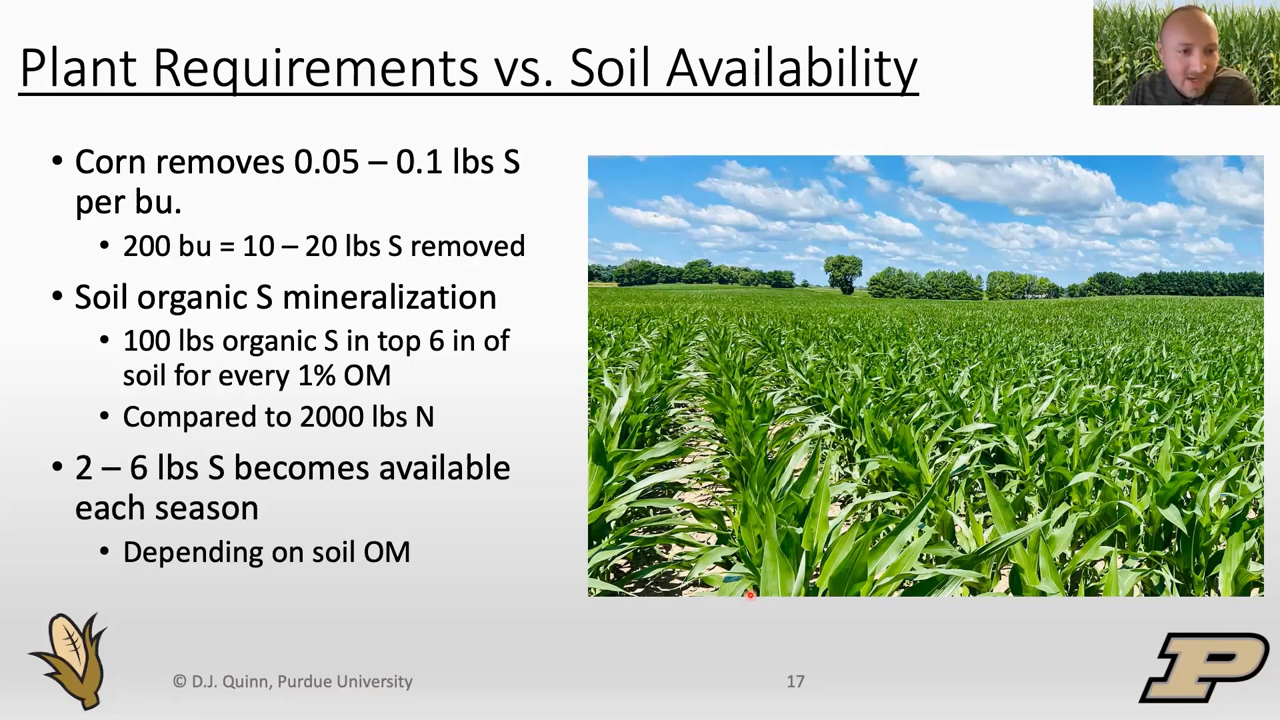 Plant Requirements vs. Soil Availability
• Corn removes 0.05 – 0.1 lbs S
per bu.
• 200 bu = 10 – 20 lbs S removed
• Soil organic S mineralization
• 100 lbs organic S in top 6 in of
soil for every 1% OM
• Compared to 2000 lbs N
• 2 – 6 lbs S becomes available
each season
• Depending on soil OM
© D.J. Quinn, Purdue University
17
P